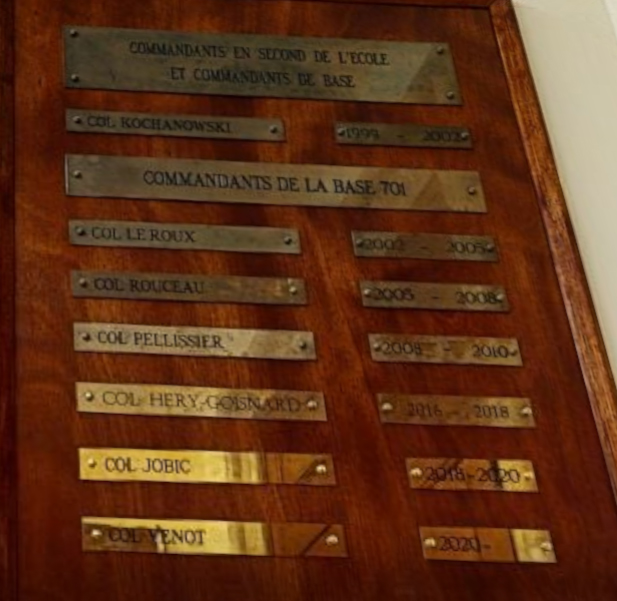 COMMANDANTS EN SECOND DE L'ECOLE
ET COMMANDANTS DE BASE
COL KOCHANOWSKI 1999 - 2002
COMMANDANTS DE LA BASE 701
COL LE ROUX 2002 - 2005
COL ROUCEAU 2005 - 2008
COL PELLISSIER 2008 - 2010
COL HERY-GOISNARD 2016 - 2018
COL JOBIC 2018-2020
COL VENOT 2020-